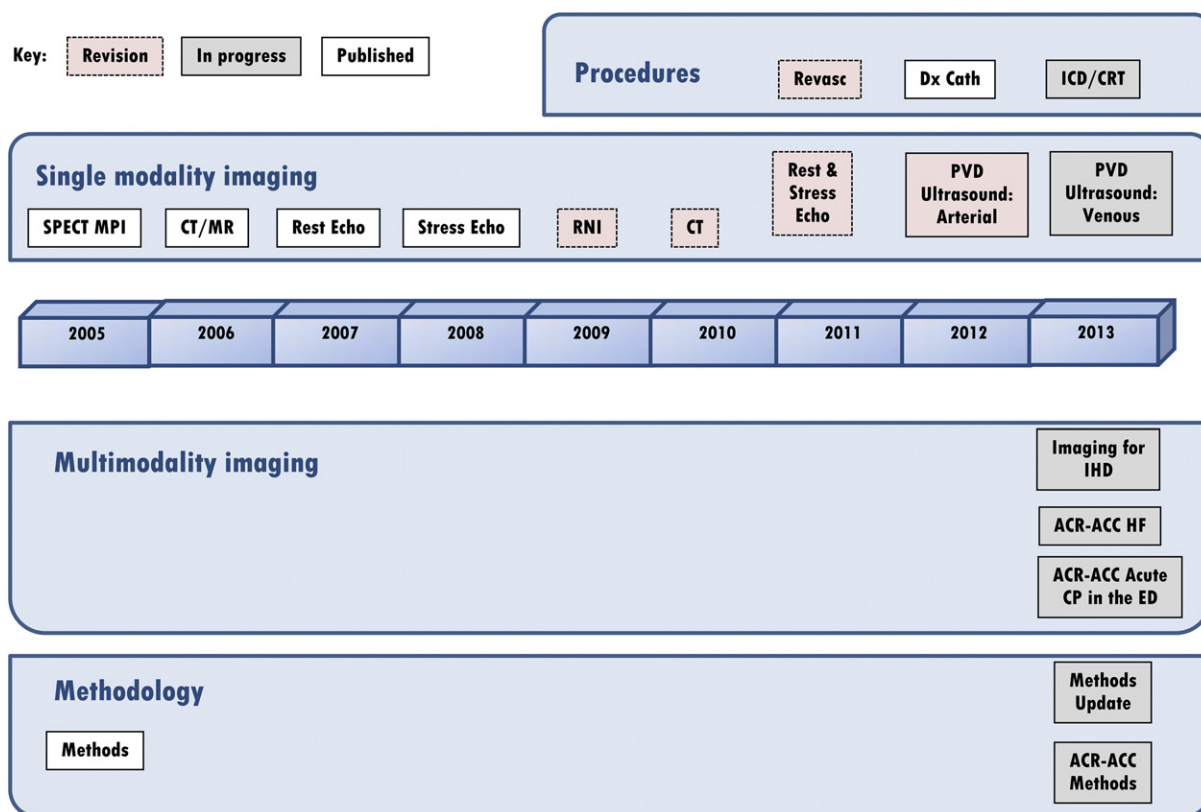 Key:
Revision
In progress
Published
Procedures
Revasc
Dx Cath
ICD/CRT
Single modality imaging
SPECT MPI
CT/MR
Rest Echo
Stress Echo
RNI
CT
Rest &
Stress
Echo
PVD
Ultrasound:
Arterial
PVD
Ultrasound:
Venous
2005
2006
2007
2008
2009
2010
2011
2012
2013
Multimodality imaging
Imaging for
IHD
ACR-ACC HF
ACR-ACC Acute
CP in the ED
Methodology
Methods
Methods
Update
ACR-ACC
Methods